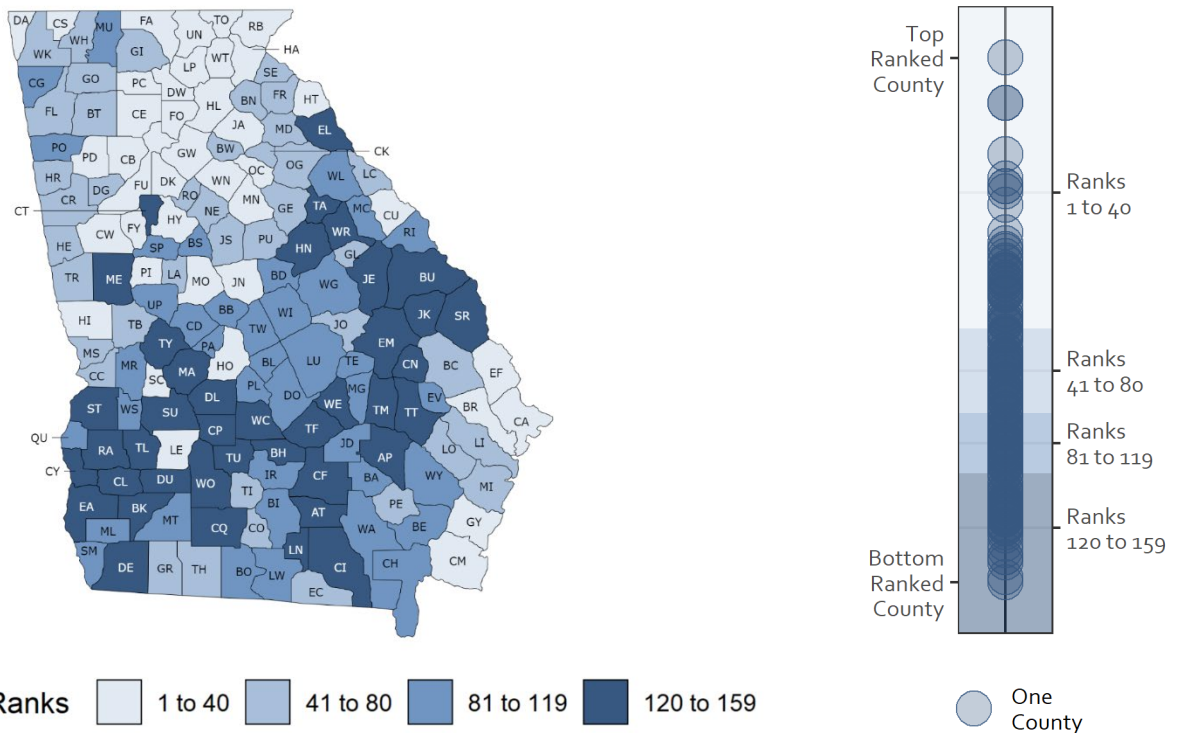 DA CS MU FA UN TO RB
WK WH GI HA
LP WT
CG GO PC SE
DW BN FR HT
FL BT CE FO HL
JA MD EL
PO PD CB GW BW CK
OC OG
HR DG FU DK WN WL LC
CR RO MN
CT NE GE TA MC CU
HY
HE CW FY SP BS JS PU HN WR RI
GL
TR ME PI LA MO JN BD WG JE BU
UP BB WI
HI TB CD TW JO JK SR
TY PA EM
MS MR HO BL LU TE CN BC EF
CC SC MA PL MG
ST WS SU DL DO WE TM TT EV BR
QU CP WC TF CA
RA TL LE JD LO LI
CY TU BH AP
CL DU WO IR CF BA WY MI
EA BK TI BI PE
ML MT CQ CO AT WA BE GY
SM LN
DE GR TH BO LW CI CH CM
EC
Ranks 1 to 40 41 to 80 81 to 119 120 to 159
Top
Ranked
County
Ranks
1 to 40
Ranks
41 to 80
Ranks
81 to 119
Ranks
120 to 159
Bottom
Ranked
County
One
County